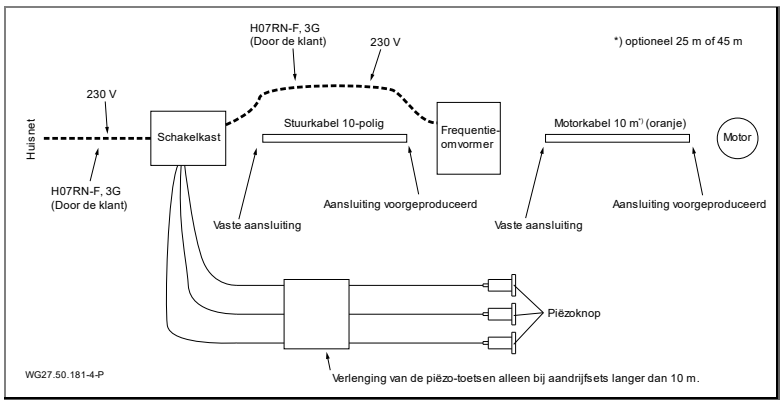 H07RN-F, 3G
(Door de klant)
230 V
*) optioneel 25 m of 45 m
230 V
Huisnet
Schakelkast
Stuurkabel 10-polig
Frequentie-
omvormer
Motorkabel 10 m*) (oranje)
Motor
H07RN-F, 3G
(Door de klant)
Vaste aansluiting
Aansluiting voorgeproduceerd
Vaste aansluiting
Aansluiting voorgeproduceerd
Piëzoknop
WG27.50.181-4-P
Verlenging van de piëzo-toetsen alleen bij aandrijfsets langer dan 10 m.